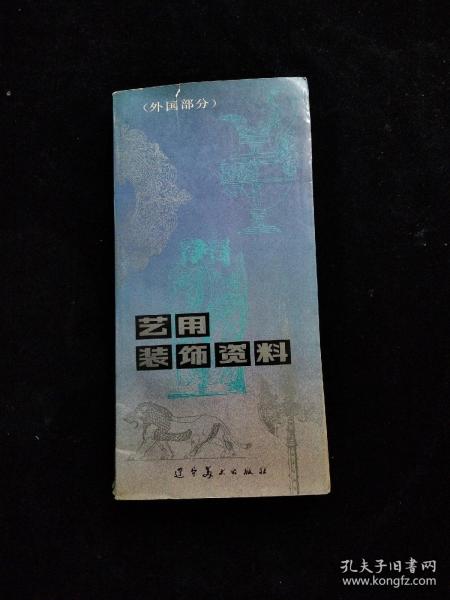 (外国部分)
艺用
装饰资料
辽宁美术出版社
孔夫子旧书网
www.kongfz.com